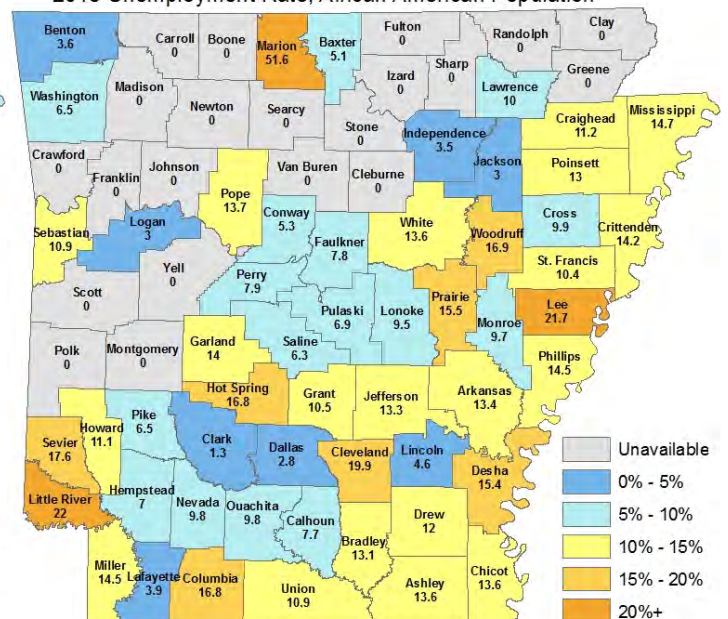 2018 Unemployment Rate, African American Population
Benton
3.6
Carroll
0
Boone
0
Marion
51.6
Baxter
5.1
Fulton
0
Randolph
0
Clay
0
Washington
6.5
Madison
0
Newton
0
Searcy
0
Izard
0
Sharp
0
Lawrence
10
Greene
0
Stone
0
Independence
3.5
Jackson
3
Craighead
11.2
Mississippi
14.7
Poinsett
13
Crawford
0
Franklin
0
Johnson
0
Pope
13.7
Van Buren
0
Cleburne
0
Sebastian
10.9
Logan
3
Conway
5.3
Faulkner
7.8
White
13.6
Woodruff
16.9
Cross
9.9
Crittenden
14.2
St. Francis
10.4
Scott
0
Yell
0
Perry
7.9
Pulaski
6.9
Lonoke
9.5
Prairie
15.5
Monroe
9.7
Lee
21.7
Phillips
14.5
Saline
6.3
Garland
14
Polk
0
Montgomery
0
Hot Spring
16.8
Grant
10.5
Jefferson
13.3
Arkansas
13.4
Sevier
17.6
Howard
11.1
Pike
6.5
Clark
1.3
Dallas
2.8
Cleveland
19.9
Lincoln
4.6
Desha
15.4
Little River
22
Hempstead
7
Nevada
9.8
Ouachita
9.8
Calhoun
7.7
Bradley
13.1
Drew
12
Chicot
13.6
Miller
14.5
Lafayette
3.9
Columbia
16.8
Union
10.9
Ashley
13.6
Unavailable
0% - 5%
5% - 10%
10% - 15%
15% - 20%
20%+